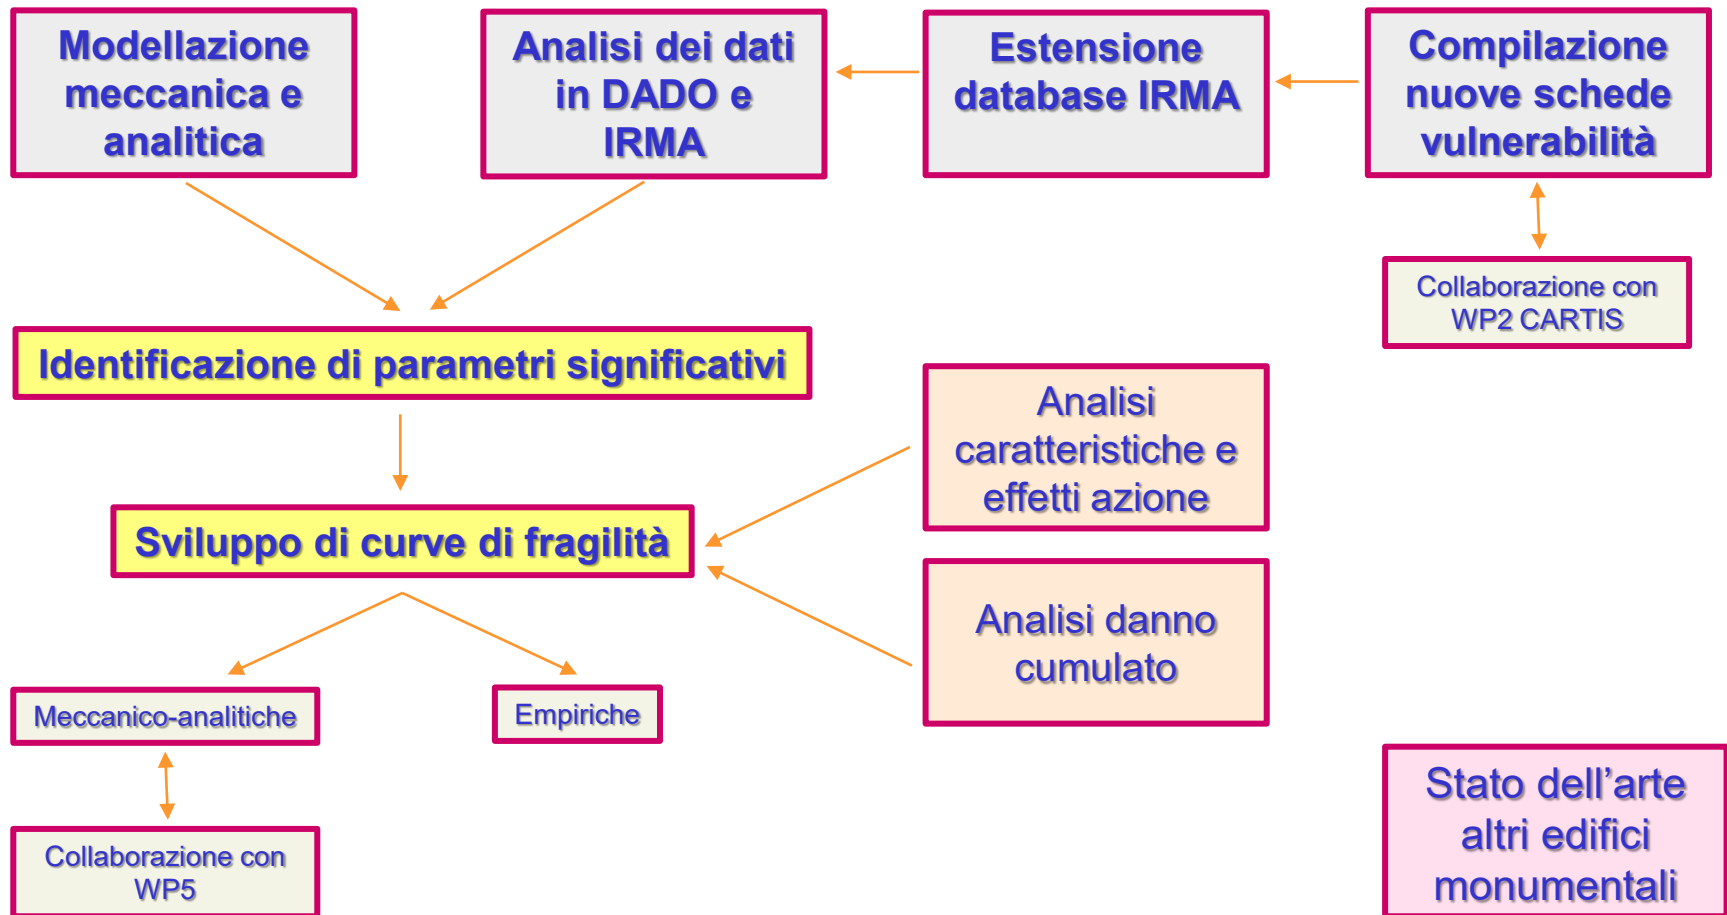 Modellazione
meccanica e
analitica
Analisi dei dati
in DADO e
IRMA
Estensione
database IRMA
Compilazione
nuove schede
vulnerabilità
Collaborazione con
WP2 CARTIS
Identificazione di parametri significativi
Analisi
caratteristiche e
effetti azione
Sviluppo di curve di fragilità
Analisi danno
cumulato
Meccanico-analitiche
Empiriche
Collaborazione con
WP5
Stato dell’arte
altri edifici
monumentali